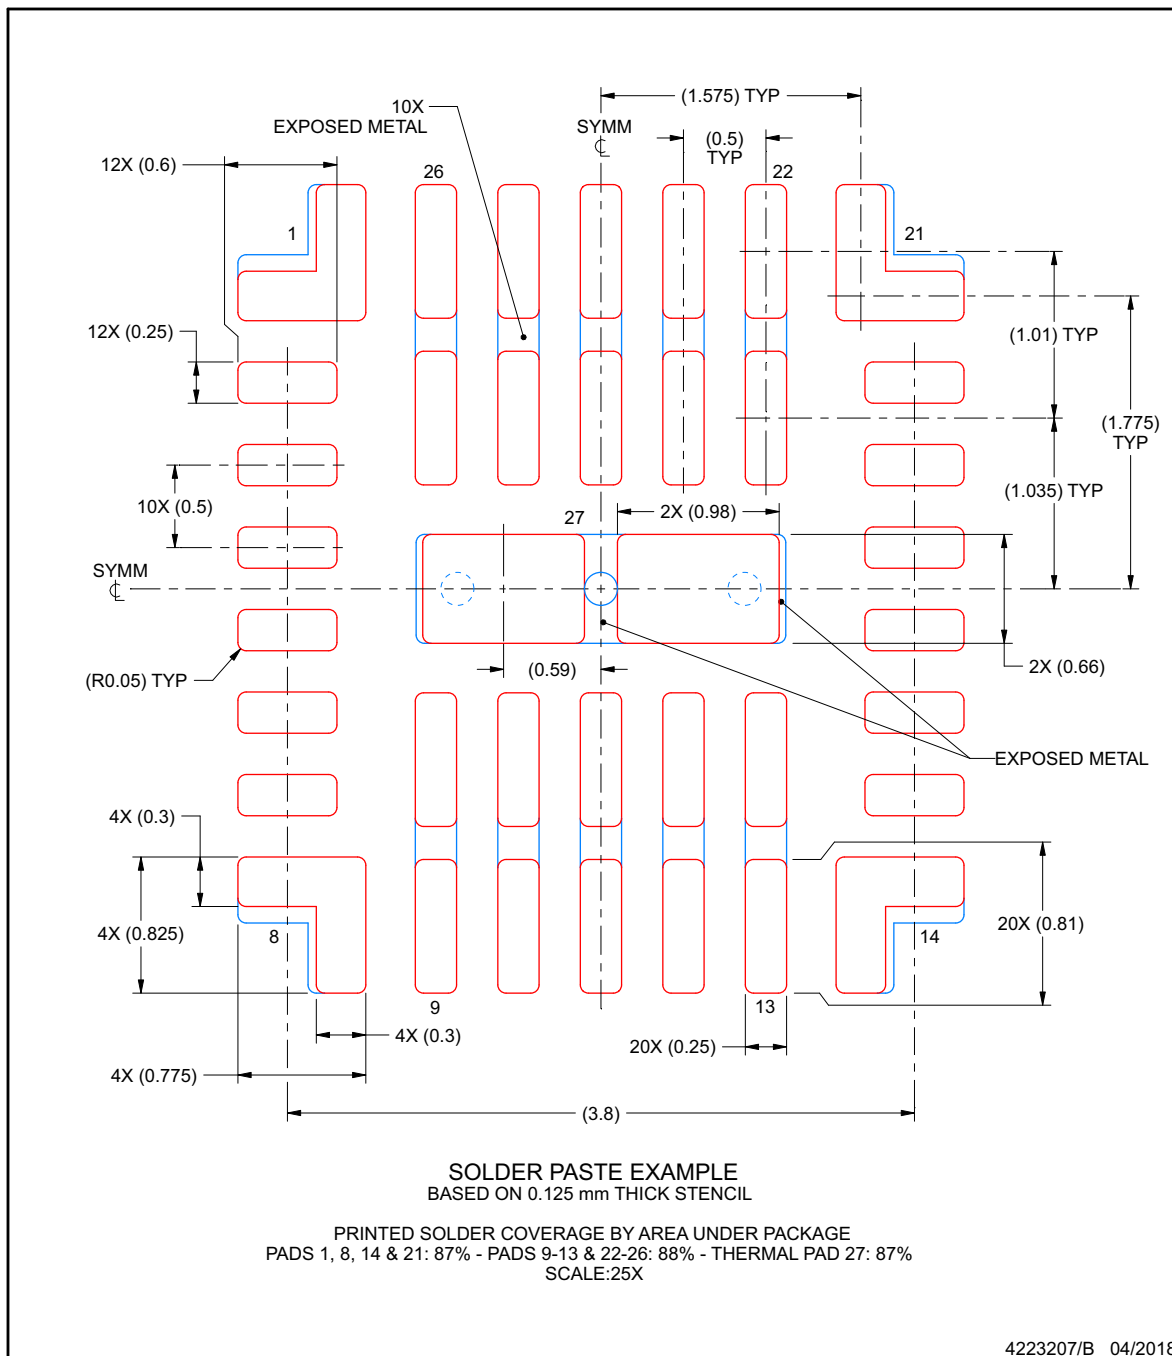 (1.575) TYP
10X
EXPOSED METAL
SYMM
℄
(0.5)
TYP
12X (0.6)
26
22
1
21
12X (0.25)
(1.01) TYP
(1.775)
TYP
10X (0.5)
(1.035) TYP
27
2X (0.98)
SYMM
℄
(R0.05) TYP
(0.59)
2X (0.66)
EXPOSED METAL
4X (0.3)
4X (0.825)
8
14
20X (0.81)
9
13
4X (0.3)
20X (0.25)
4X (0.775)
(3.8)
SOLDER PASTE EXAMPLE
BASED ON 0.125 mm THICK STENCIL
PRINTED SOLDER COVERAGE BY AREA UNDER PACKAGE
PADS 1, 8, 14 & 21: 87% - PADS 9-13 & 22-26: 88% - THERMAL PAD 27: 87%
SCALE:25X
4223207/B 04/2018